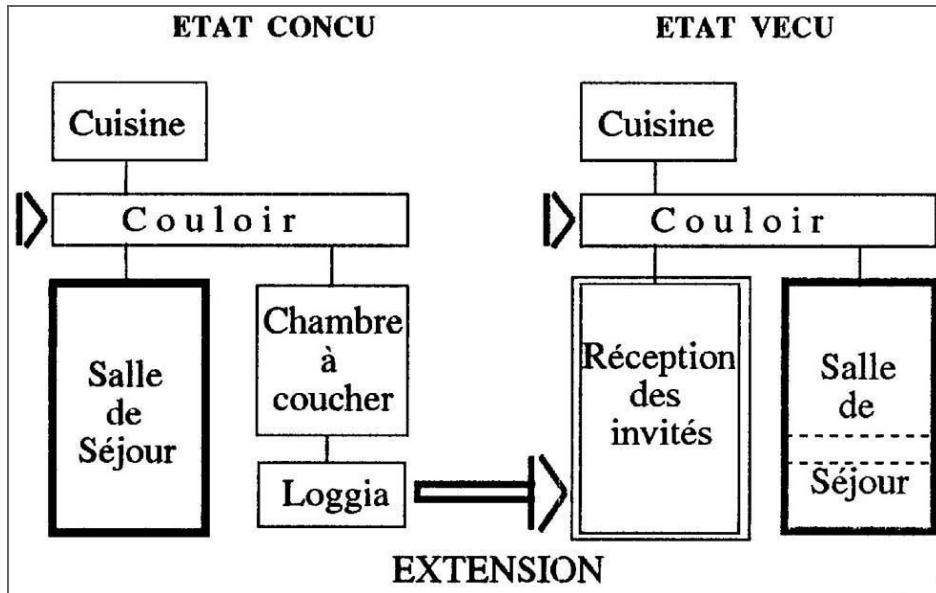 ETAT CONCU
ETAT VECU
Cuisine
Couloir
Salle
de
Séjour
Chambre
à
coucher
Loggia
Cuisine
Couloir
Réception
des
invités
Salle
de
Séjour
EXTENSION